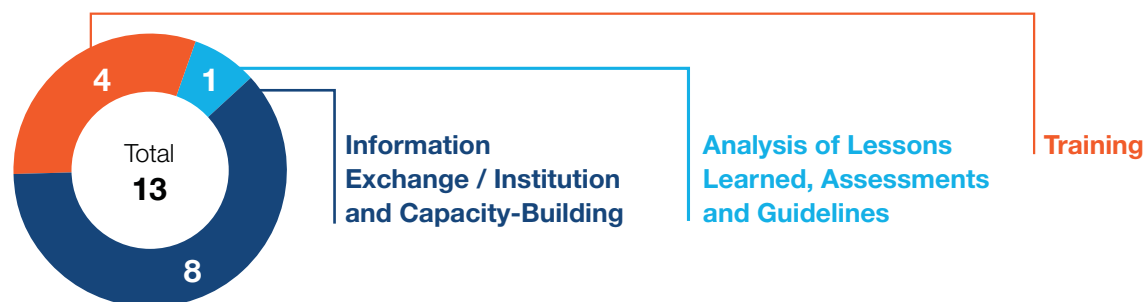 4
1
Total
13
8
Information
Exchange / Institution
and Capacity-Building
Analysis of Lessons
Learned, Assessments
and Guidelines
Training